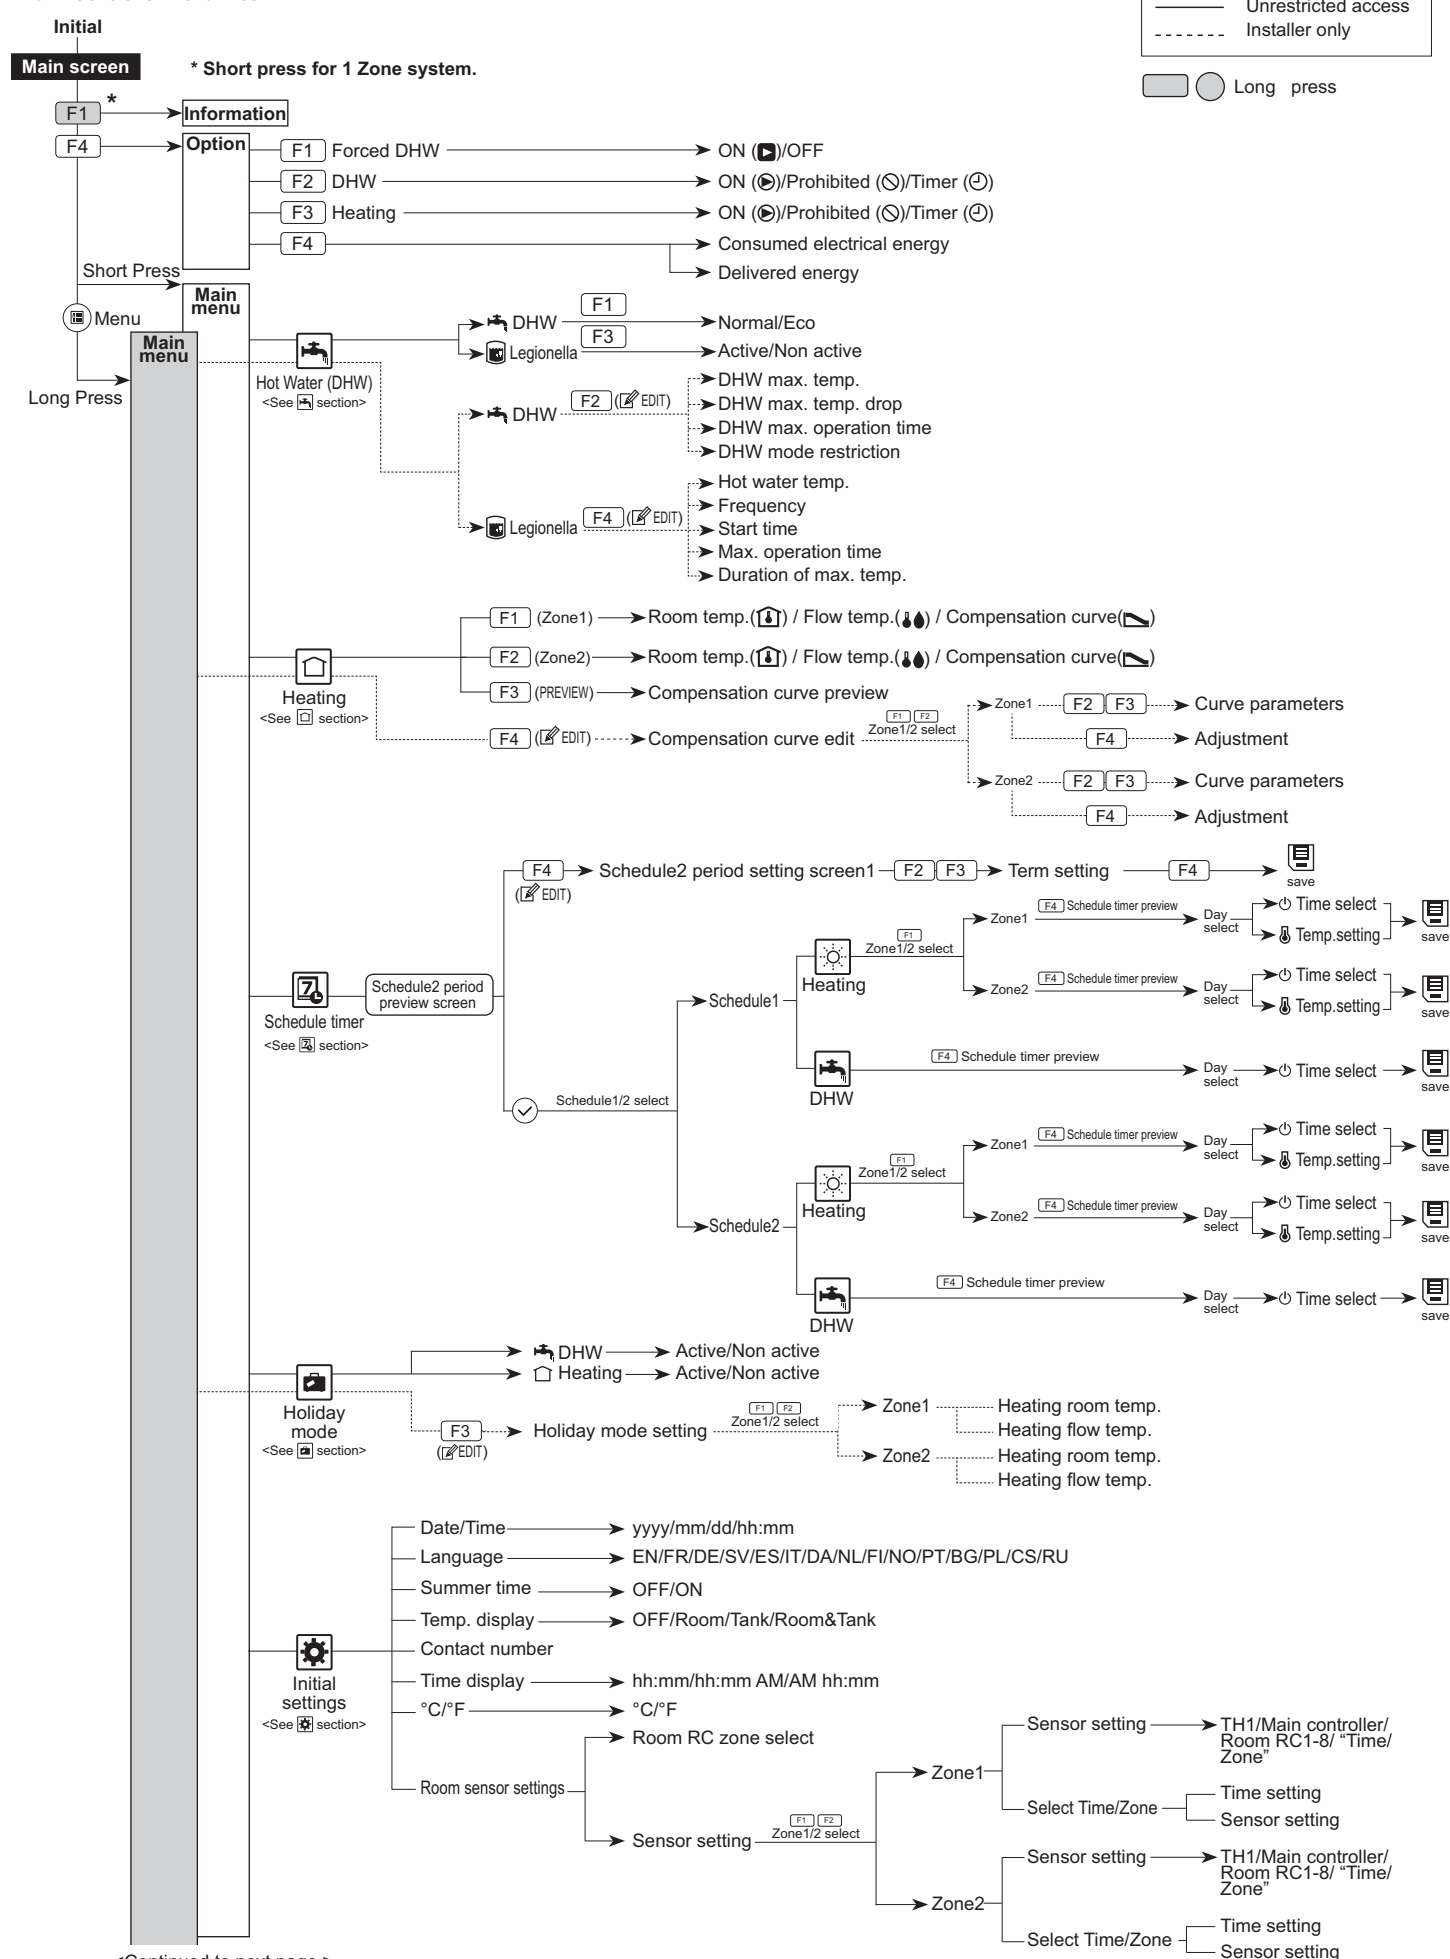 Unrestricted access
Installer only
Long press
Initial
Main screen
* Short press for 1 Zone system.
F1 *
Information
F4
Option
F1 Forced DHW
ON ( )/OFF
F2 DHW
ON ( )/Prohibited ( )/Timer ( )
F3 Heating
ON ( )/Prohibited ( )/Timer ( )
F4
Consumed electrical energy
Delivered energy
Short Press
Main
menu
Menu
Main
menu
Long Press
Hot Water (DHW)
<See section>
DHW
F1
Normal/Eco
Legionella
F3
Active/Non active
DHW
F2 ( EDIT)
DHW max. temp.
DHW max. temp. drop
DHW max. operation time
DHW mode restriction
Legionella
F4 ( EDIT)
Hot water temp.
Frequency
Start time
Max. operation time
Duration of max. temp.
Heating
<See section>
F1 (Zone1)
Room temp.( ) / Flow temp.( ) / Compensation curve( )
F2 (Zone2)
Room temp.( ) / Flow temp.( ) / Compensation curve( )
F3 (PREVIEW)
Compensation curve preview
F4 ( EDIT)
Compensation curve edit
F1 F2
Zone1/2 select
Zone1
F2 F3
Curve parameters
F4
Adjustment
Zone2
F2 F3
Curve parameters
F4
Adjustment
Schedule timer
<See section>
Schedule2 period
preview screen
F4
( EDIT)
Schedule2 period setting screen1
F2 F3
Term setting
F4
save
Schedule1/2 select
Schedule1
Heating
F1
Zone1/2 select
Zone1
F4 Schedule timer preview
Day
select
Time select
Temp.setting
save
Zone2
F4 Schedule timer preview
Day
select
Time select
Temp.setting
save
DHW
F4 Schedule timer preview
Day
select
Time select
save
Schedule2
Heating
F1
Zone1/2 select
Zone1
F4 Schedule timer preview
Day
select
Time select
Temp.setting
save
Zone2
F4 Schedule timer preview
Day
select
Time select
Temp.setting
save
DHW
F4 Schedule timer preview
Day
select
Time select
save
Holiday
mode
<See section>
DHW
Active/Non active
Heating
Active/Non active
F3
( EDIT)
Holiday mode setting
F1 F2
Zone1/2 select
Zone1
Heating room temp.
Heating flow temp.
Zone2
Heating room temp.
Heating flow temp.
Initial
settings
<See section>
Date/Time
yyyy/mm/dd/hh:mm
Language
EN/FR/DE/SV/ES/IT/DA/NL/FI/NO/PT/BG/PL/CS/RU
Summer time
OFF/ON
Temp. display
OFF/Room/Tank/Room&Tank
Contact number
Time display
hh:mm/hh:mm AM/AM hh:mm
°C/°F
°C/°F
Room sensor settings
Room RC zone select
Sensor setting
F1 F2
Zone1/2 select
Zone1
Sensor setting
TH1/Main controller/
Room RC1-8/ “Time/
Zone”
Select Time/Zone
Time setting
Sensor setting
Zone2
Sensor setting
TH1/Main controller/
Room RC1-8/ “Time/
Zone”
Select Time/Zone
Time setting
Sensor setting
<Continued to next page.>